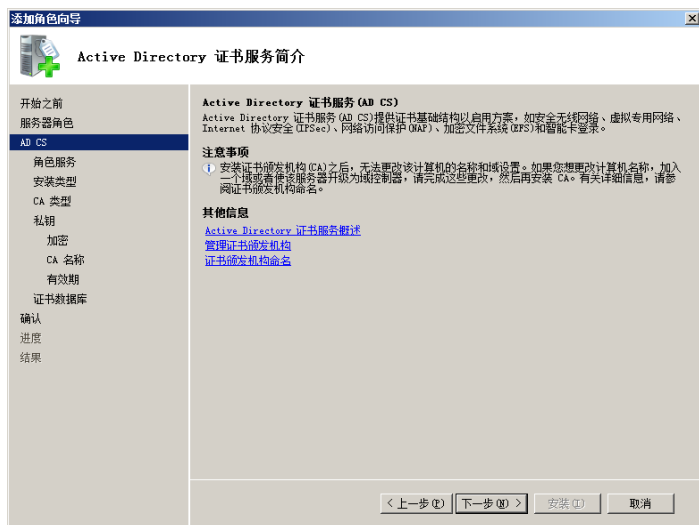 添加角色向导
Active Directory 证书服务简介
开始之前
服务器角色
AD CS
角色服务
安装类型
CA 类型
私钥
加密
CA 名称
有效期
证书数据库
确认
进度
结果
Active Directory 证书服务(AD CS)
Active Directory 证书服务(AD CS)提供证书基础结构以启用方案，如安全无线网络、虚拟专用网络、
Internet 协议安全(IPSec)、网络访问保护(NAP)、加密文件系统(EFS)和智能卡登录。
注意事项
安装证书颁发机构(CA)之后，无法更改该计算机的名称和域设置。如果您想更改计算机名称，加入
一个域或者使该服务器升级为域控制器，请完成这些更改，然后再安装 CA。有关详细信息，请参
阅证书颁发机构命名。
其他信息
Active Directory 证书服务概述
管理证书颁发机构
证书颁发机构命名
< 上一步(P)
下一步(N) >
安装(I)
取消